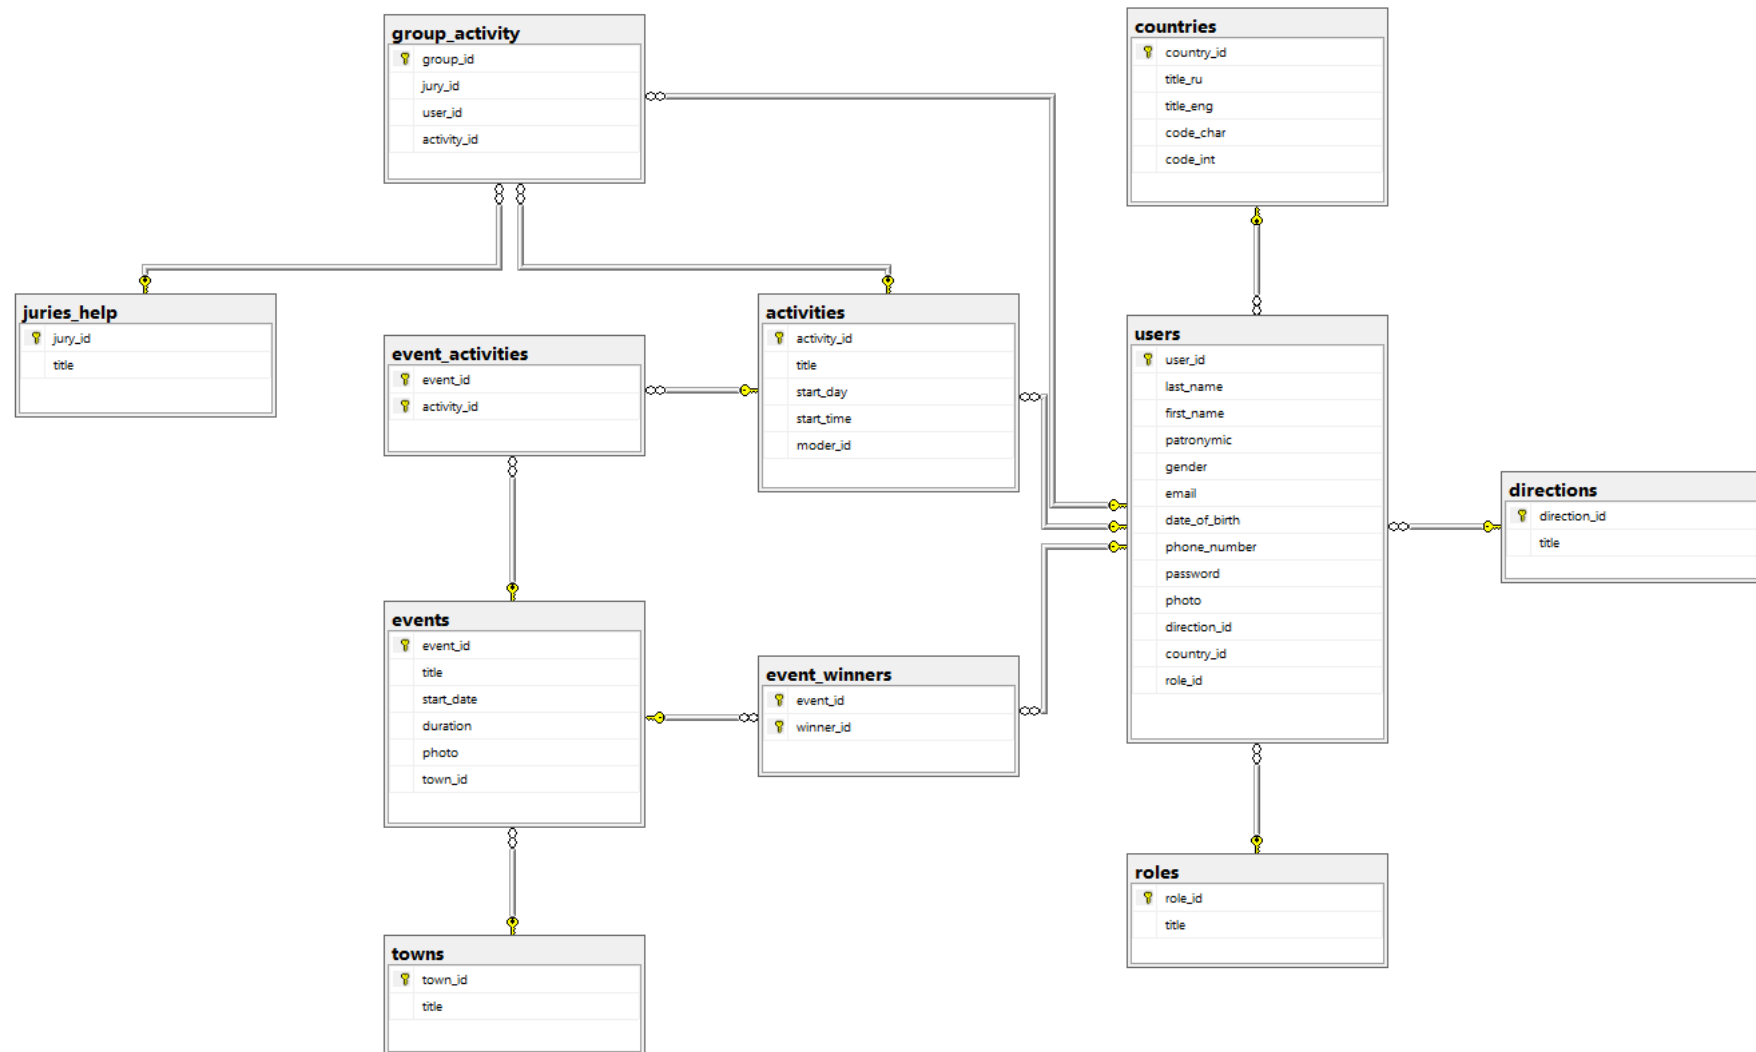 group_activity
group_id
jury_id
user_id
activity_id
countries
country_id
title_ru
title_eng
code_char
code_int
juries_help
jury_id
title
event_activities
event_id
activity_id
activities
activity_id
title
start_day
start_time
moder_id
users
user_id
last_name
first_name
patronymic
gender
email
date_of_birth
phone_number
password
photo
direction_id
country_id
role_id
directions
direction_id
title
events
event_id
title
start_date
duration
photo
town_id
event_winners
event_id
winner_id
roles
role_id
title
towns
town_id
title